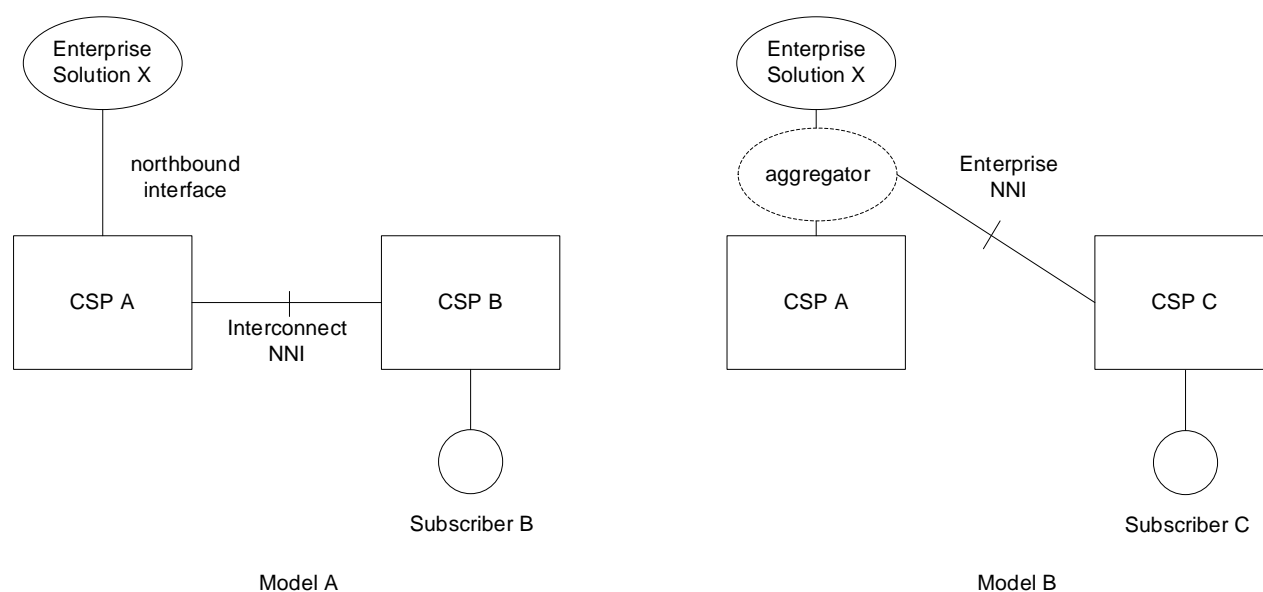 Enterprise
Solution X
northbound
interface
CSP A
CSP B
Interconnect
NNI
Subscriber B
Model A
Enterprise
Solution X
aggregator
Enterprise
NNI
CSP A
CSP C
Subscriber C
Model B